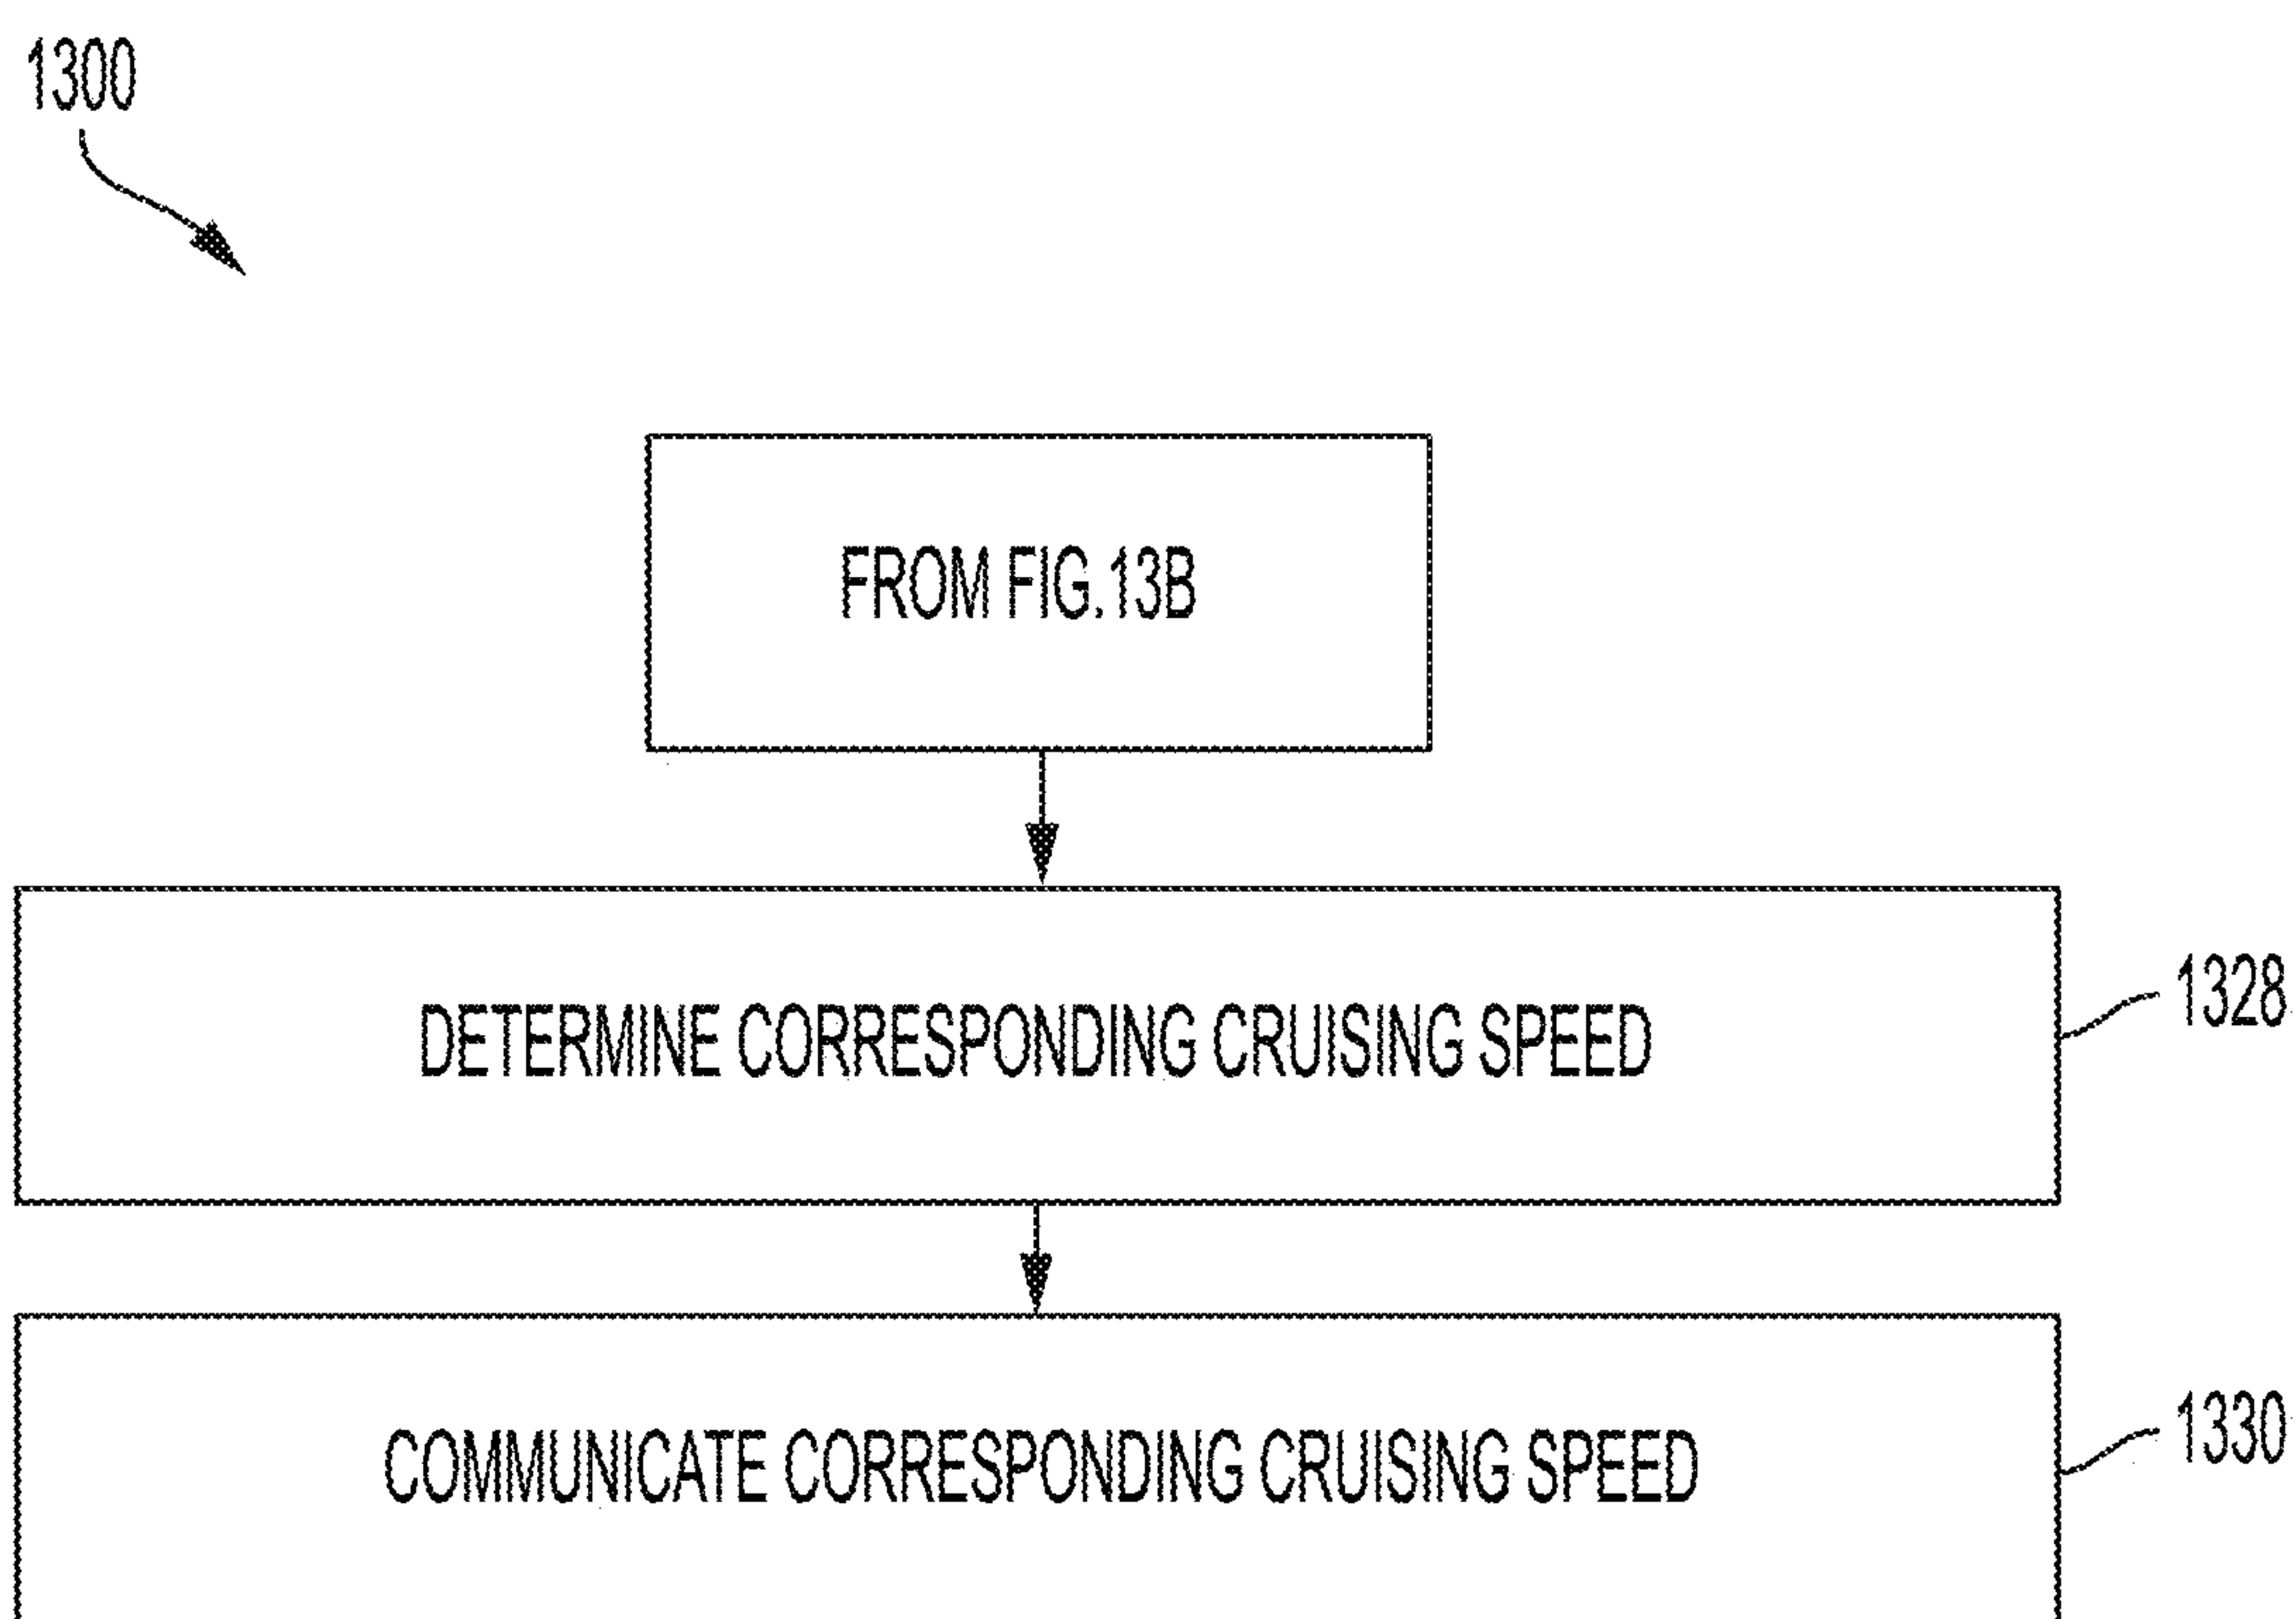 1300
FROM FIG.13B
DETERMINE CORRESPONDING CRUISING SPEED
1328
COMMUNICATE CORRESPONDING CRUISING SPEED
1330